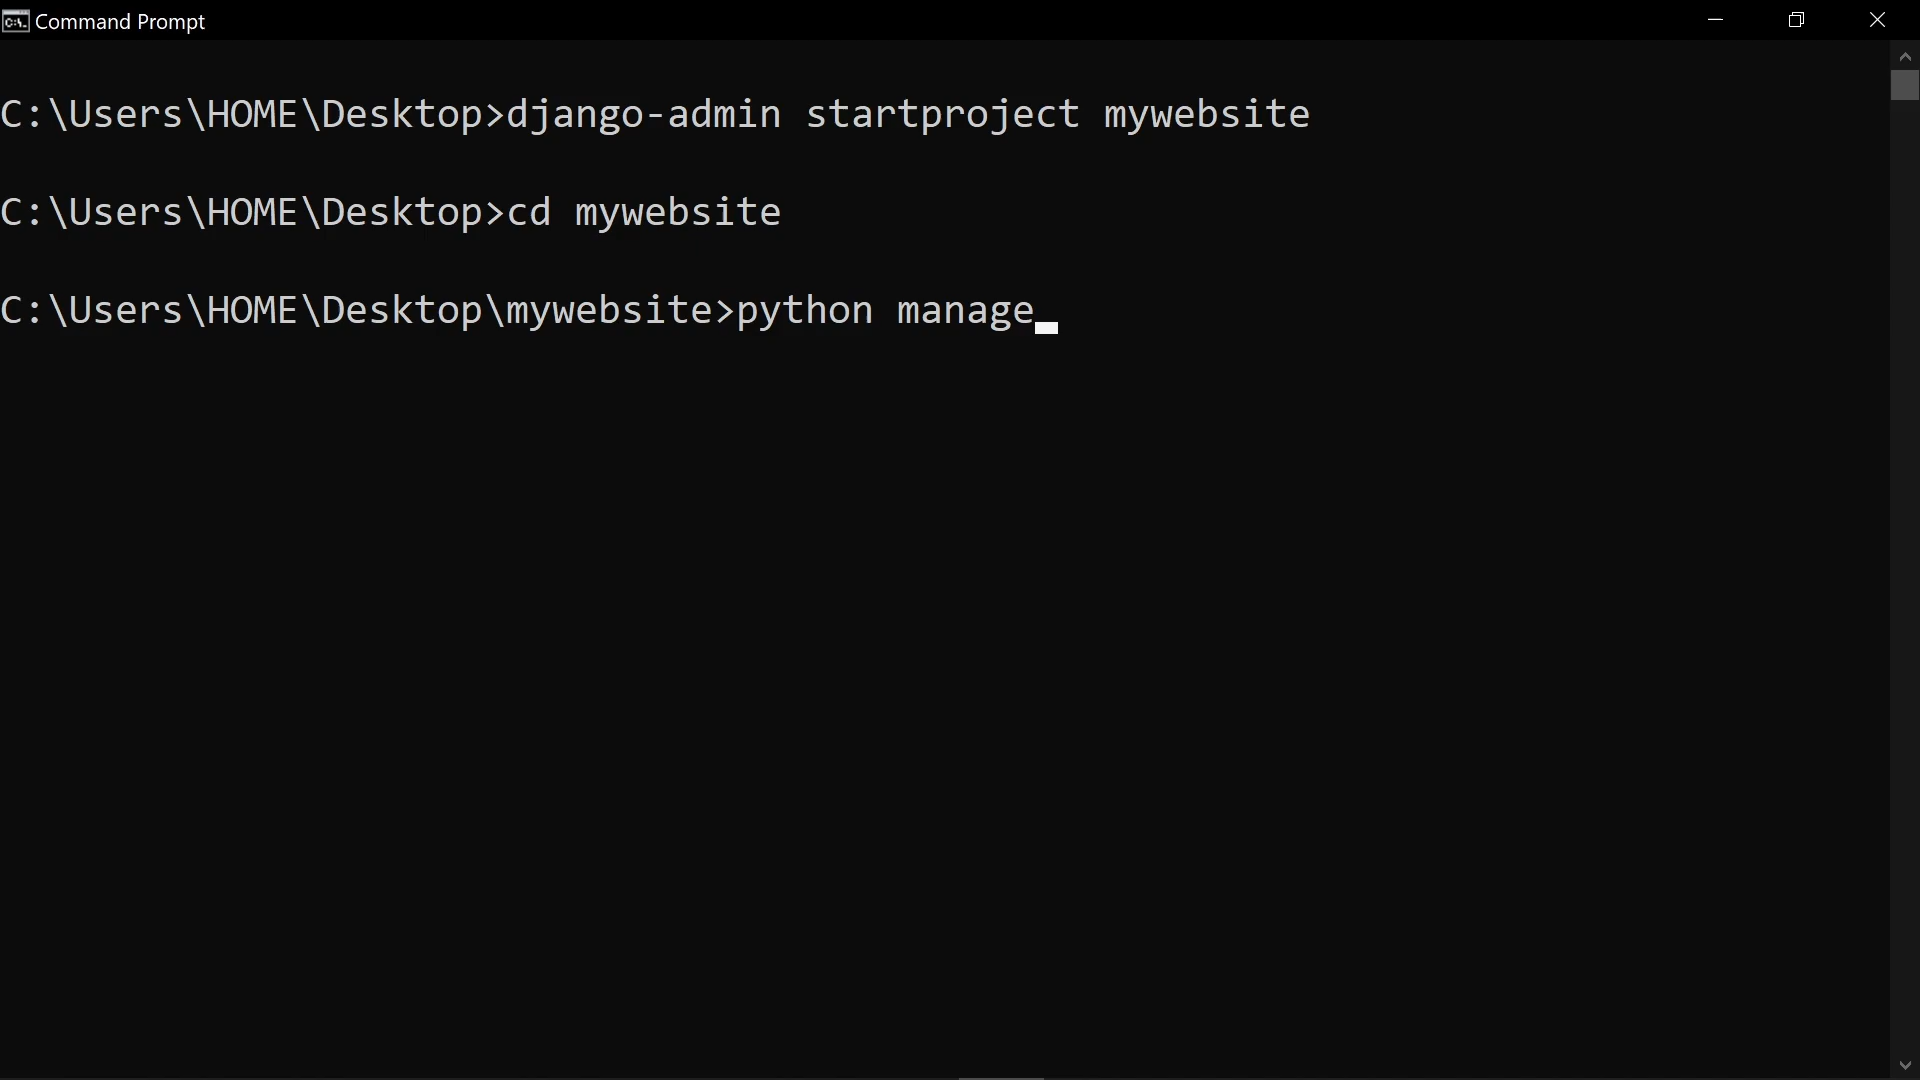 Command Prompt
C:\Users\HOME\Desktop>django-admin startproject mywebsite
C:\Users\HOME\Desktop>cd mywebsite
C:\Users\HOME\Desktop\mywebsite>python manage